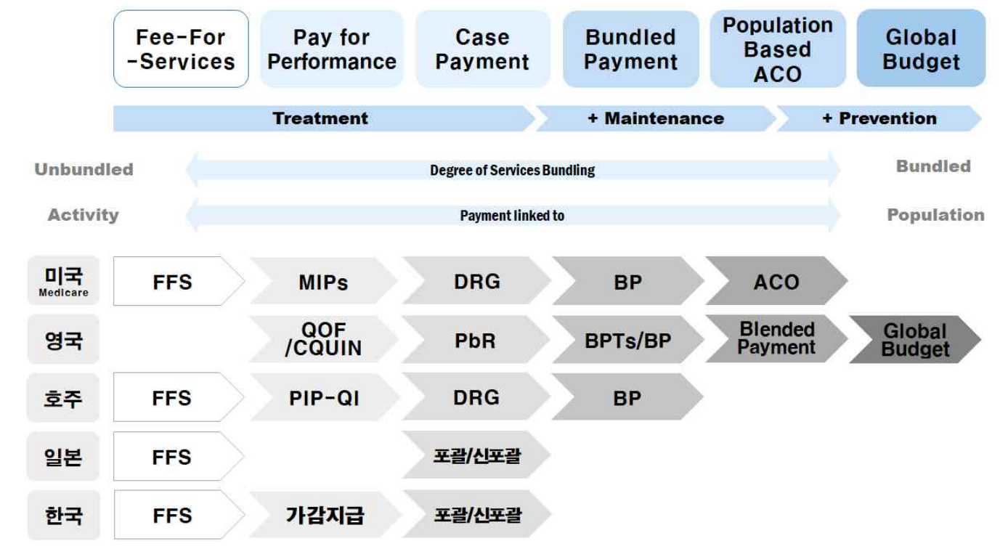 Fee-For
-Services
Pay for
Performance
Case
Payment
Bundled
Payment
Population
Based
ACO
Global
Budget
Treatment
+ Maintenance
+ Prevention
Unbundled
Degree of Services Bundling
Bundled
Activity
Payment linked to
Population
미국
Medicare
FFS
MIPs
DRG
BP
ACO
영국
QOF
/CQUIN
PbR
BPTs/BP
Blended
Payment
Global
Budget
호주
FFS
PIP-QI
DRG
BP
일본
FFS
포괄/신포괄
한국
FFS
가감지급
포괄/신포괄